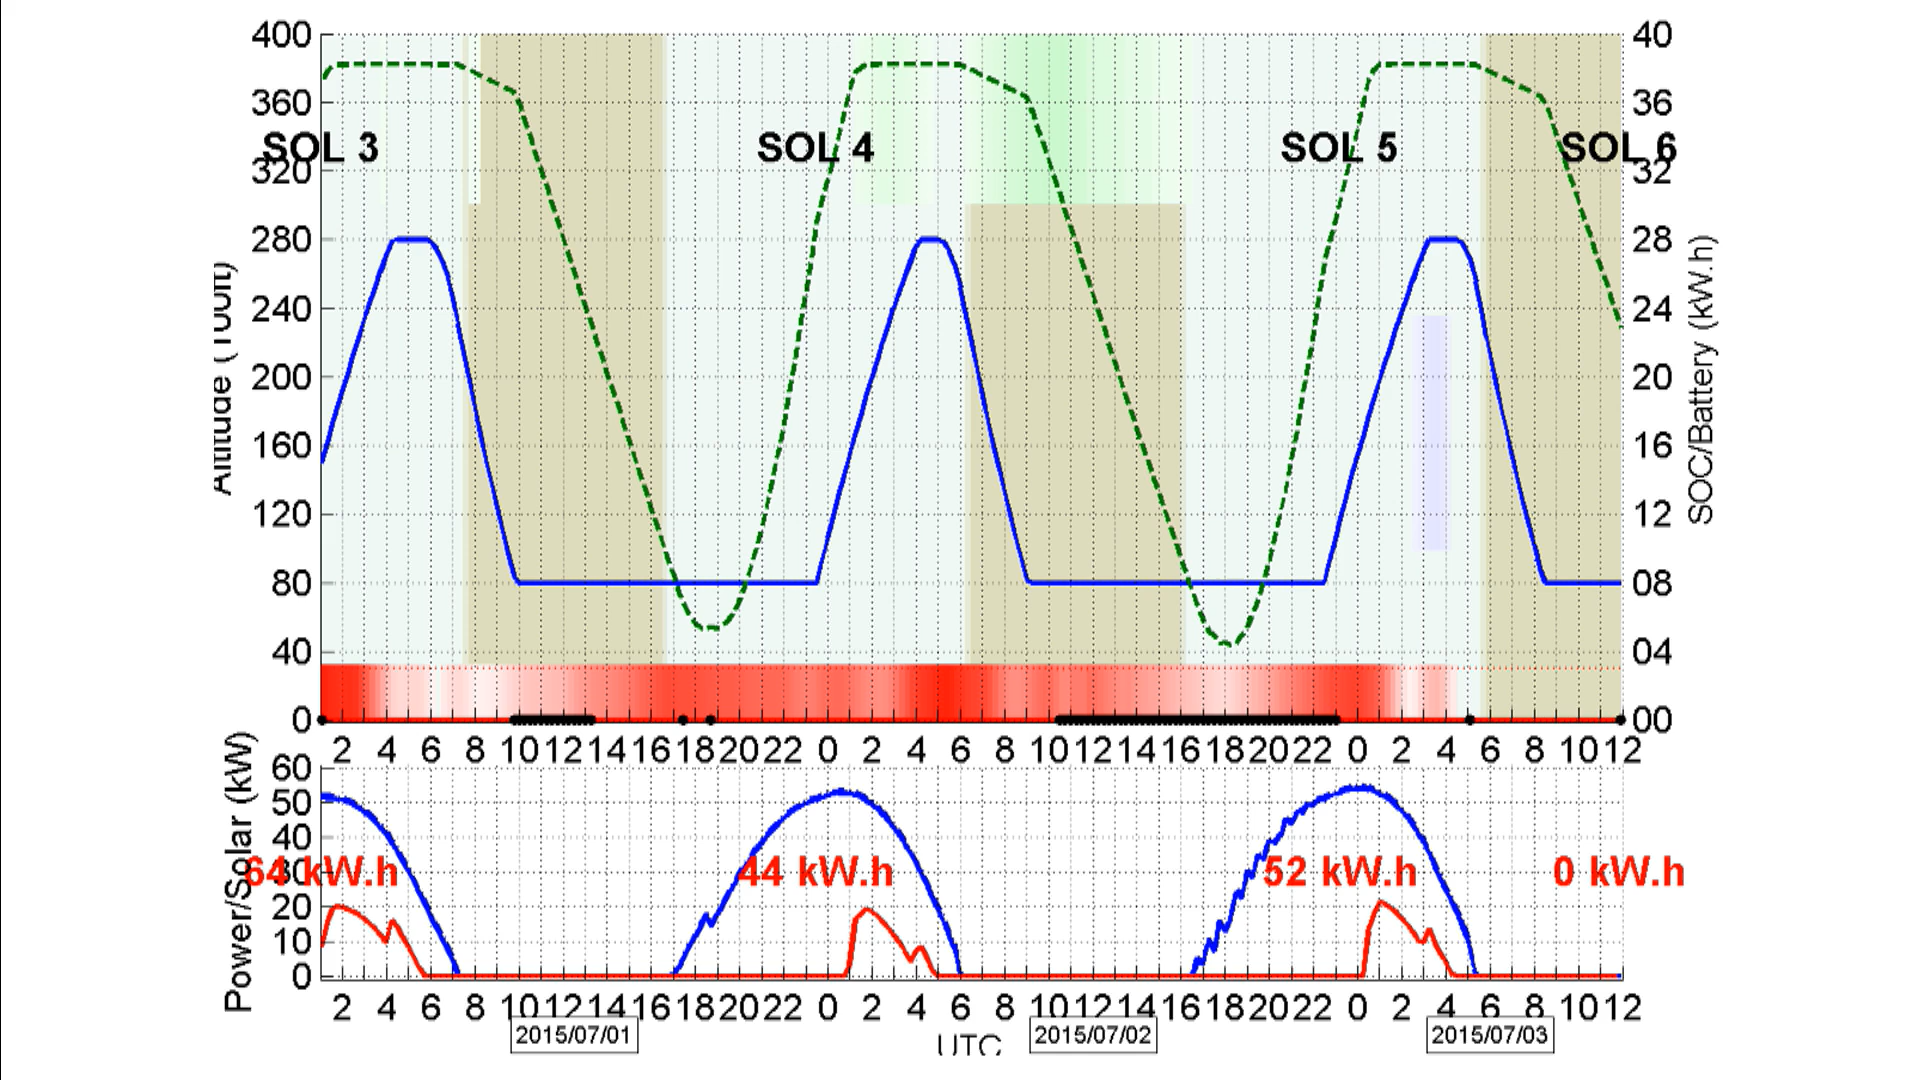 400 40
360 36
SOL 3 SOL 4 SOL 5 SOL 6
320 32
280 28
240 24
200 20
160 16
120 12
80 08
40 04
0 00
Altitude (100m)
SOC/Battery (kW.h)
2 4 6 8 10 12 14 16 18 20 22 0 2 4 6 8 10 12 14 16 18 20 22 0 2 4 6 8 10 12
60
50
40
30
20
10
0
Power/Solar (kW)
64 kW.h 44 kW.h 52 kW.h 0 kW.h
2 4 6 8 10 12 14 16 18 20 22 0 2 4 6 8 10 12 14 16 18 20 22 0 2 4 6 8 10 12
2015/07/01 2015/07/02 2015/07/03
UTC